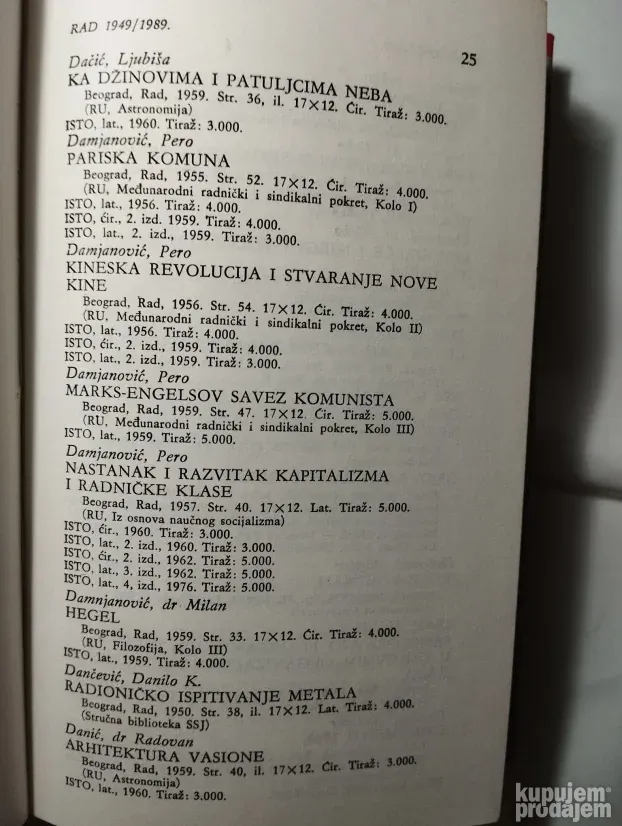 RAD 1949/1989.
25
Dačić, Ljubiša
KA DŽINOVIMA I PATULJCIMA NEBA
Beograd, Rad, 1959. Str. 36, il. 17×12. Ćir. Tiraž: 3.000.
(RU, Astronomija)
ISTO, lat., 1960. Tiraž: 3.000.
Damjanović, Pero
PARISKA KOMUNA
Beograd, Rad, 1955. Str. 52. 17×12. Ćir. Tiraž: 4.000.
(RU, Međunarodni radnički i sindikalni pokret, Kolo I)
ISTO, lat., 1956. Tiraž: 4.000.
ISTO, ćir., 2. izd. 1959. Tiraž: 4.000.
ISTO, lat., 2. izd., 1959. Tiraž: 3.000.
Damjanović, Pero
KINESKA REVOLUCIJA I STVARANJE NOVE
KINE
Beograd, Rad, 1956. Str. 54. 17×12. Ćir. Tiraž: 4.000.
(RU, Međunarodni radnički i sindikalni pokret, Kolo II)
ISTO, lat., 1956. Tiraž: 4.000.
ISTO, ćir., 2. izd., 1959. Tiraž: 4.000.
ISTO, lat., 2. izd., 1959. Tiraž: 3.000.
Damjanović, Pero
MARKS-ENGELSOV SAVEZ KOMUNISTA
Beograd, Rad, 1959. Str. 47. 17×12. Ćir. Tiraž: 5.000.
(RU, Međunarodni radnički i sindikalni pokret, Kolo III)
ISTO, lat., 1959. Tiraž: 5.000.
Damjanović, Pero
NASTANAK I RAZVITAK KAPITALIZMA
I RADNIČKE KLASE
Beograd, Rad, 1957. Str. 40. 17×12. Lat. Tiraž: 5.000.
(RU, Iz osnova naučnog socijalizma)
ISTO, ćir., 1960. Tiraž: 3.000.
ISTO, lat., 2. izd., 1960. Tiraž: 3.000.
ISTO, ćir., 2. izd., 1962. Tiraž: 5.000.
ISTO, lat., 3. izd., 1962. Tiraž: 5.000.
ISTO, lat., 4. izd., 1976. Tiraž: 5.000.
Damnjanović, dr Milan
HEGEL
Beograd, Rad, 1959. Str. 33. 17×12. Ćir. Tiraž: 4.000.
(RU, Filozofija, Kolo III)
ISTO, lat., 1959. Tiraž: 4.000.
Dančević, Danilo K.
RADIONIČKO ISPITIVANJE METALA
Beograd, Rad, 1950. Str. 38, il. 17×12. Lat. Tiraž: 4.000.
(Stručna biblioteka SSJ)
Danić, dr Radovan
ARHITEKTURA VASIONE
Beograd, Rad, 1959. Str. 40, il. 17×12. Ćir. Tiraž: 3.000.
(RU, Astronomija)
ISTO, lat., 1960. Tiraž: 3.000.
kupujem
prodajem